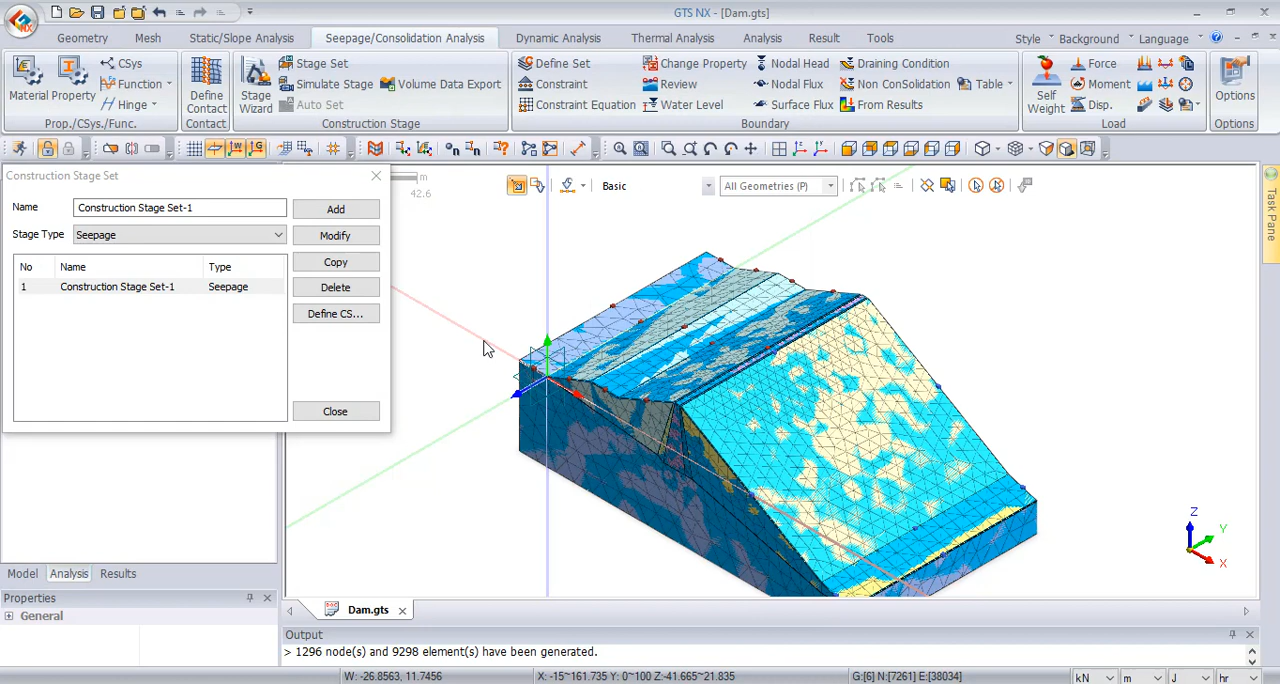 GTS NX - [Dam.gts]
Geometry Mesh Static/Slope Analysis Seepage/Consolidation Analysis Dynamic Analysis Thermal Analysis Analysis Result Tools Style Background Language
CSys Stage Set Define Set Change Property Nodal Head Draining Condition Force
Function Simulate Stage Volume Data Export Constraint Review Nodal Flux Non Consolidation Table Moment
Material Property Hinge Define Contact Stage Wizard Auto Set Constraint Equation Water Level Surface Flux From Results Self Weight Disp. Options
Prop./CSys./Func. Contact Construction Stage Boundary Load Options
Construction Stage Set
m
42.6
Basic
All Geometries (P)
Task Pane
Name Construction Stage Set-1 Add
Stage Type Seepage Modify
No Name Type Copy
1 Construction Stage Set-1 Seepage Delete
Define CS...
Close
Z
Y
X
Model Analysis Results
Properties
General
Dam.gts
Output
> 1296 node(s) and 9298 element(s) have been generated.
W: -26.8563, 11.7456 X: -15~161.735 Y: 0~100 Z-41.665~21.835 G:[6] N:[7261] E:[38034] kN m J hr